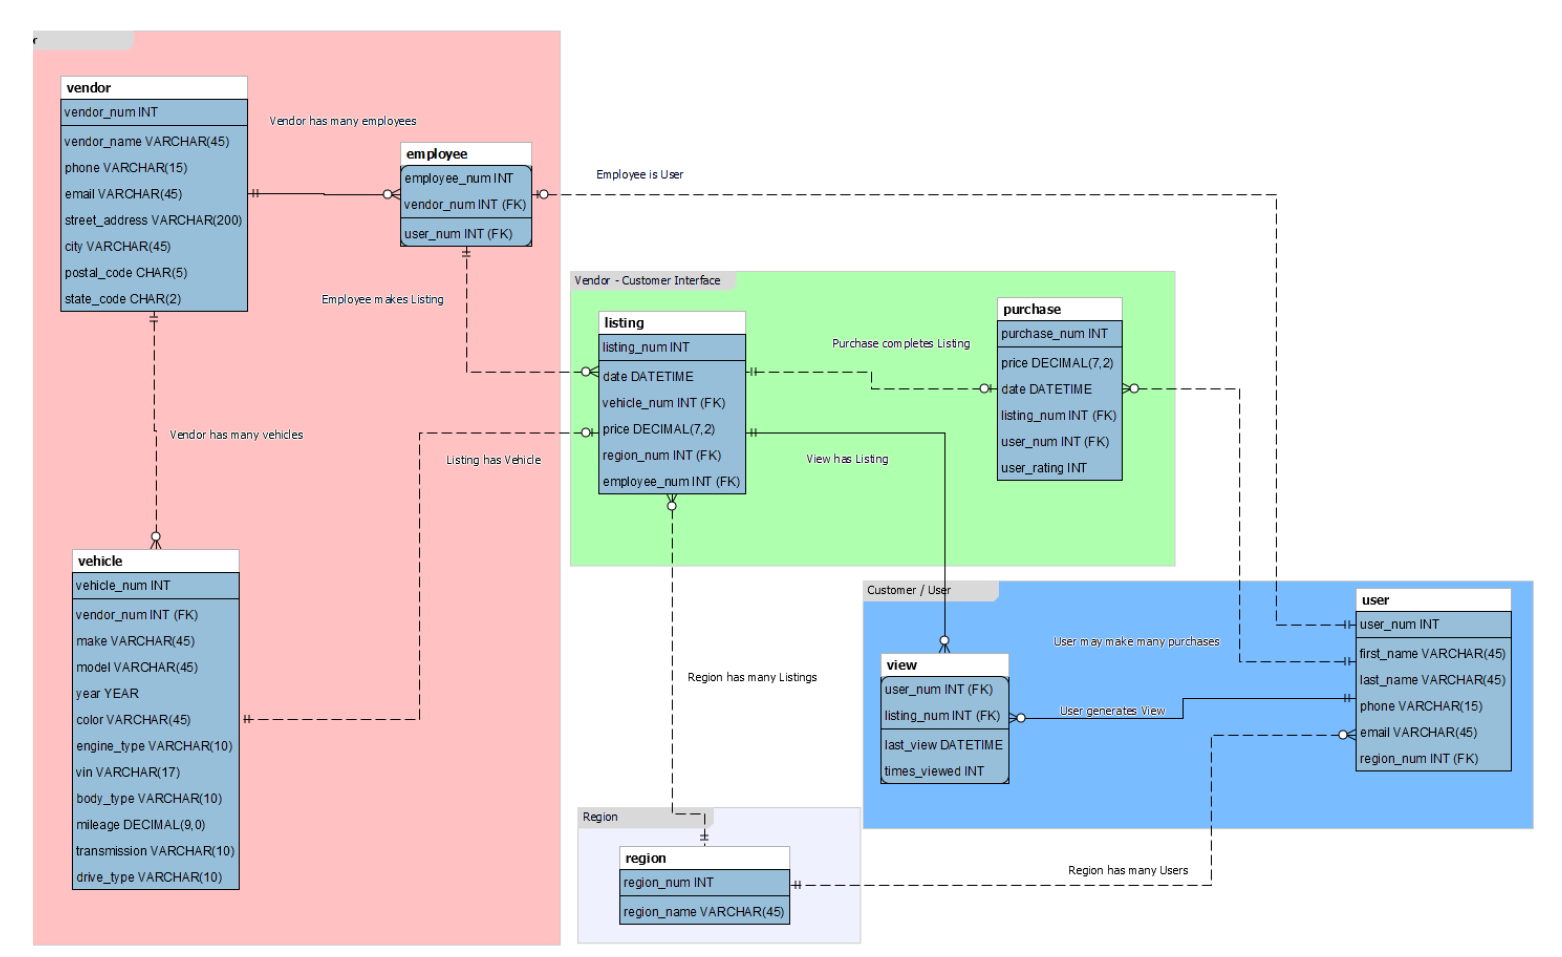 r
vendor
vendor_num INT
vendor_name VARCHAR(45)
phone VARCHAR(15)
email VARCHAR(45)
street_address VARCHAR(200)
city VARCHAR(45)
postal_code CHAR(5)
state_code CHAR(2)
Vendor has many employees
employee
employee_num INT
vendor_num INT (FK)
user_num INT (FK)
Employee is User
Employee makes Listing
Vendor has many vehicles
Listing has Vehicle
vehicle
vehicle_num INT
vendor_num INT (FK)
make VARCHAR(45)
model VARCHAR(45)
year YEAR
color VARCHAR(45)
engine_type VARCHAR(10)
vin VARCHAR(17)
body_type VARCHAR(10)
mileage DECIMAL(9,0)
transmission VARCHAR(10)
drive_type VARCHAR(10)
Vendor - Customer Interface
listing
listing_num INT
date DATETIME
vehicle_num INT (FK)
price DECIMAL(7,2)
region_num INT (FK)
employee_num INT (FK)
Purchase completes Listing
View has Listing
purchase
purchase_num INT
price DECIMAL(7,2)
date DATETIME
listing_num INT (FK)
user_num INT (FK)
user_rating INT
Customer / User
view
user_num INT (FK)
listing_num INT (FK)
last_view DATETIME
times_viewed INT
User may make many purchases
User generates View
user
user_num INT
first_name VARCHAR(45)
last_name VARCHAR(45)
phone VARCHAR(15)
email VARCHAR(45)
region_num INT (FK)
Region has many Listings
Region
region
region_num INT
region_name VARCHAR(45)
Region has many Users